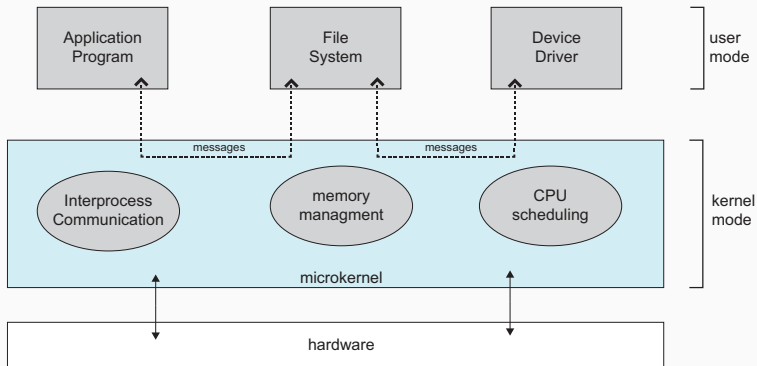 Application
Program
File
System
Device
Driver
user
mode
messages
messages
Interprocess
Communication
memory
managment
CPU
scheduling
kernel
mode
microkernel
hardware